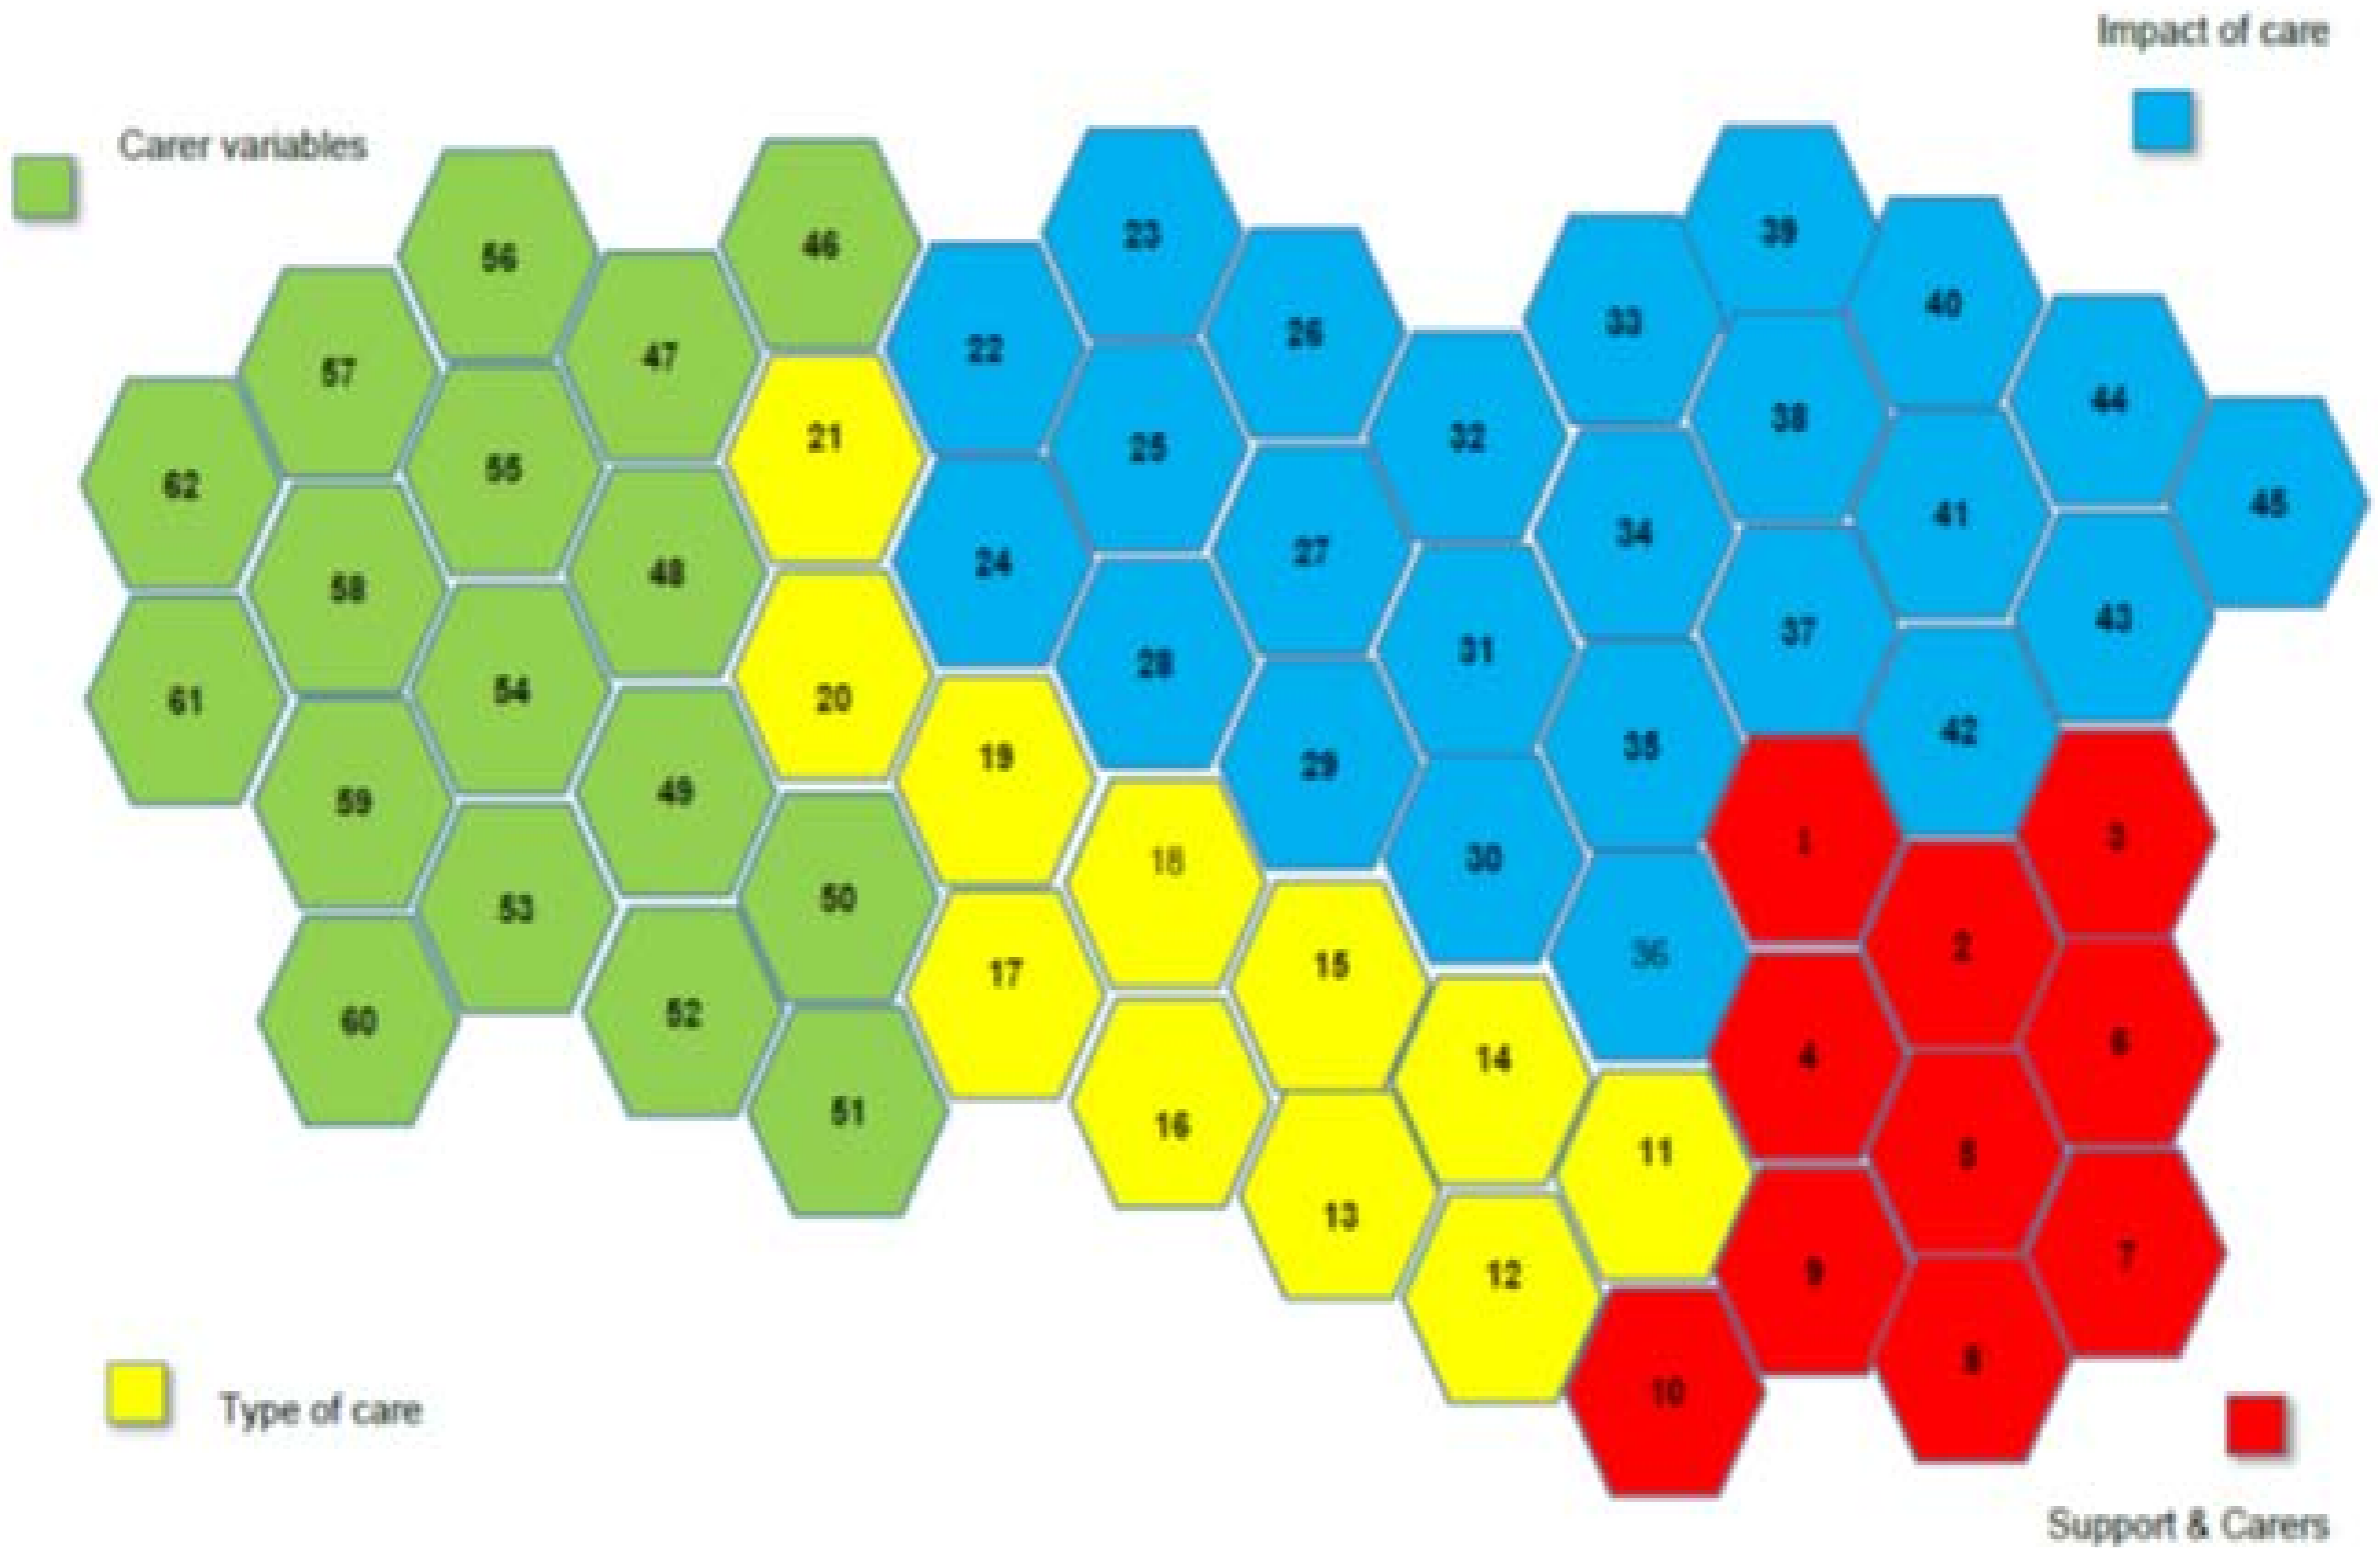 Impact of care
Carer variables
56 46 23 39
40
47 22 26 33
57
21 25 32 38 44
62 55 45
34 41
48 24 27
58 43
28 31 37
61 54 20
19 29 35 42
59 49
18 30 1 3
53 50
17 15 36 2
60 52 14 4 6
51 16
11 5
13
12 9 7
10 8
Type of care
Support & Carers